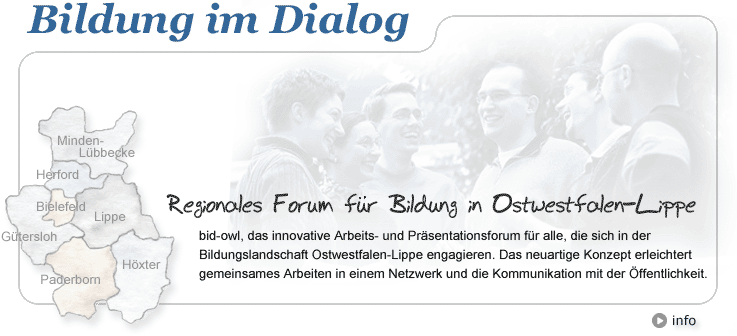 Bildung im Dialog
Minden-
Lübbecke
Herford
Bielefeld
Lippe
Gütersloh
Höxter
Paderborn
Regionales Forum für Bildung in Ostwestfalen-Lippe
bid-owl, das innovative Arbeits- und Präsentationsforum für alle, die sich in der
Bildungslandschaft Ostwestfalen-Lippe engagieren. Das neuartige Konzept erleichtert
gemeinsames Arbeiten in einem Netzwerk und die Kommunikation mit der Öffentlichkeit.
info